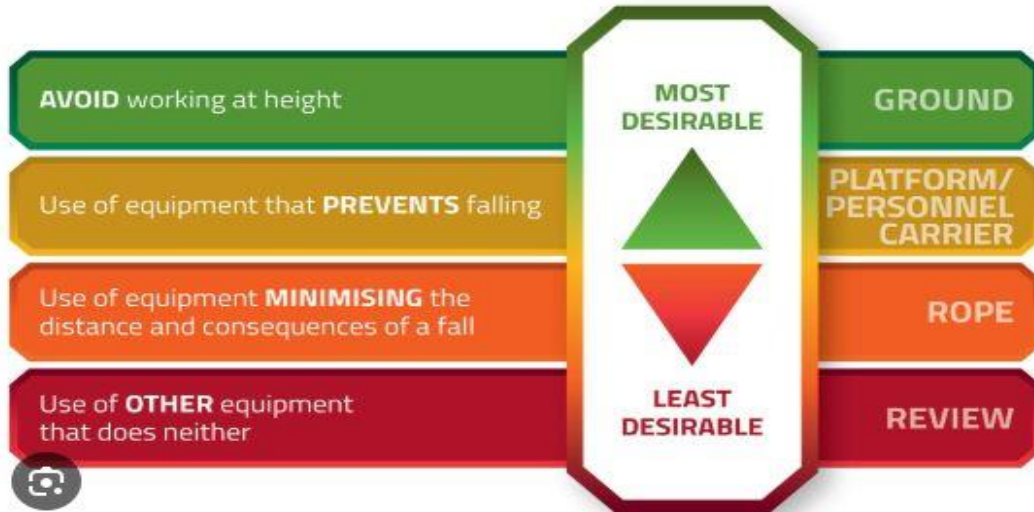 AVOID working at height
MOST
DESIRABLE
GROUND
Use of equipment that PREVENTS falling
PLATFORM/
PERSONNEL
CARRIER
Use of equipment MINIMISING the
distance and consequences of a fall
ROPE
Use of OTHER equipment
that does neither
LEAST
DESIRABLE
REVIEW